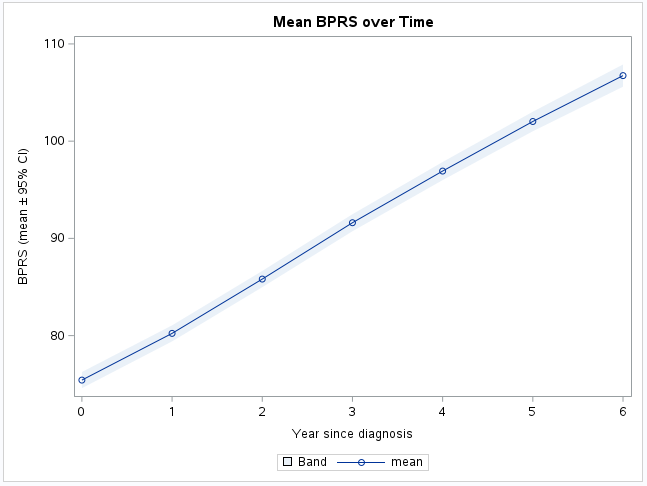 Mean BPRS over Time
110
100
90
80
BPRS (mean ± 95% CI)
0 1 2 3 4 5 6
Year since diagnosis
Band mean